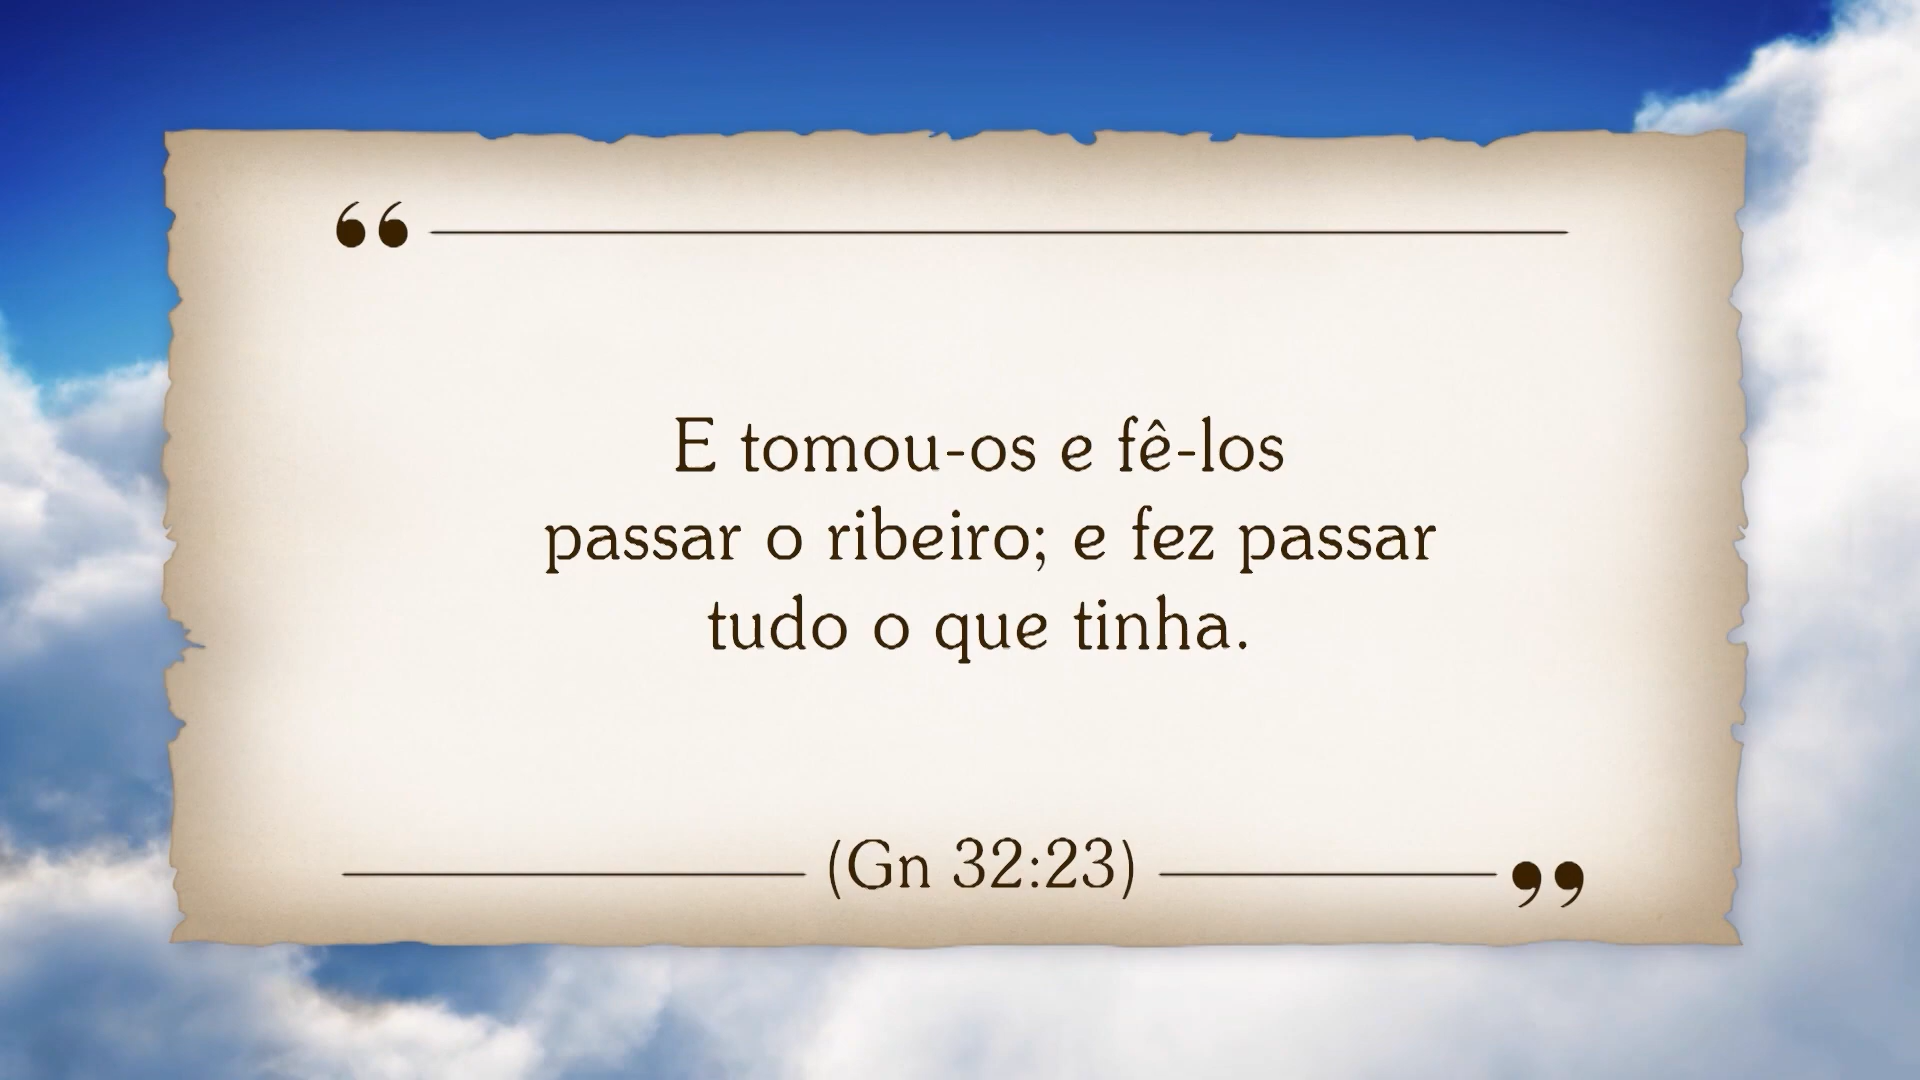 “
E tomou-os e fê-los
passar o ribeiro; e fez passar
tudo o que tinha.
(Gn 32:23)
”